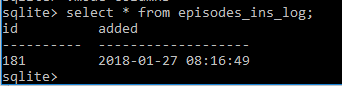 sqlite> select * from episodes_ins_log;
id          added
----------  -------------------
181         2018-01-27 08:16:49
sqlite>